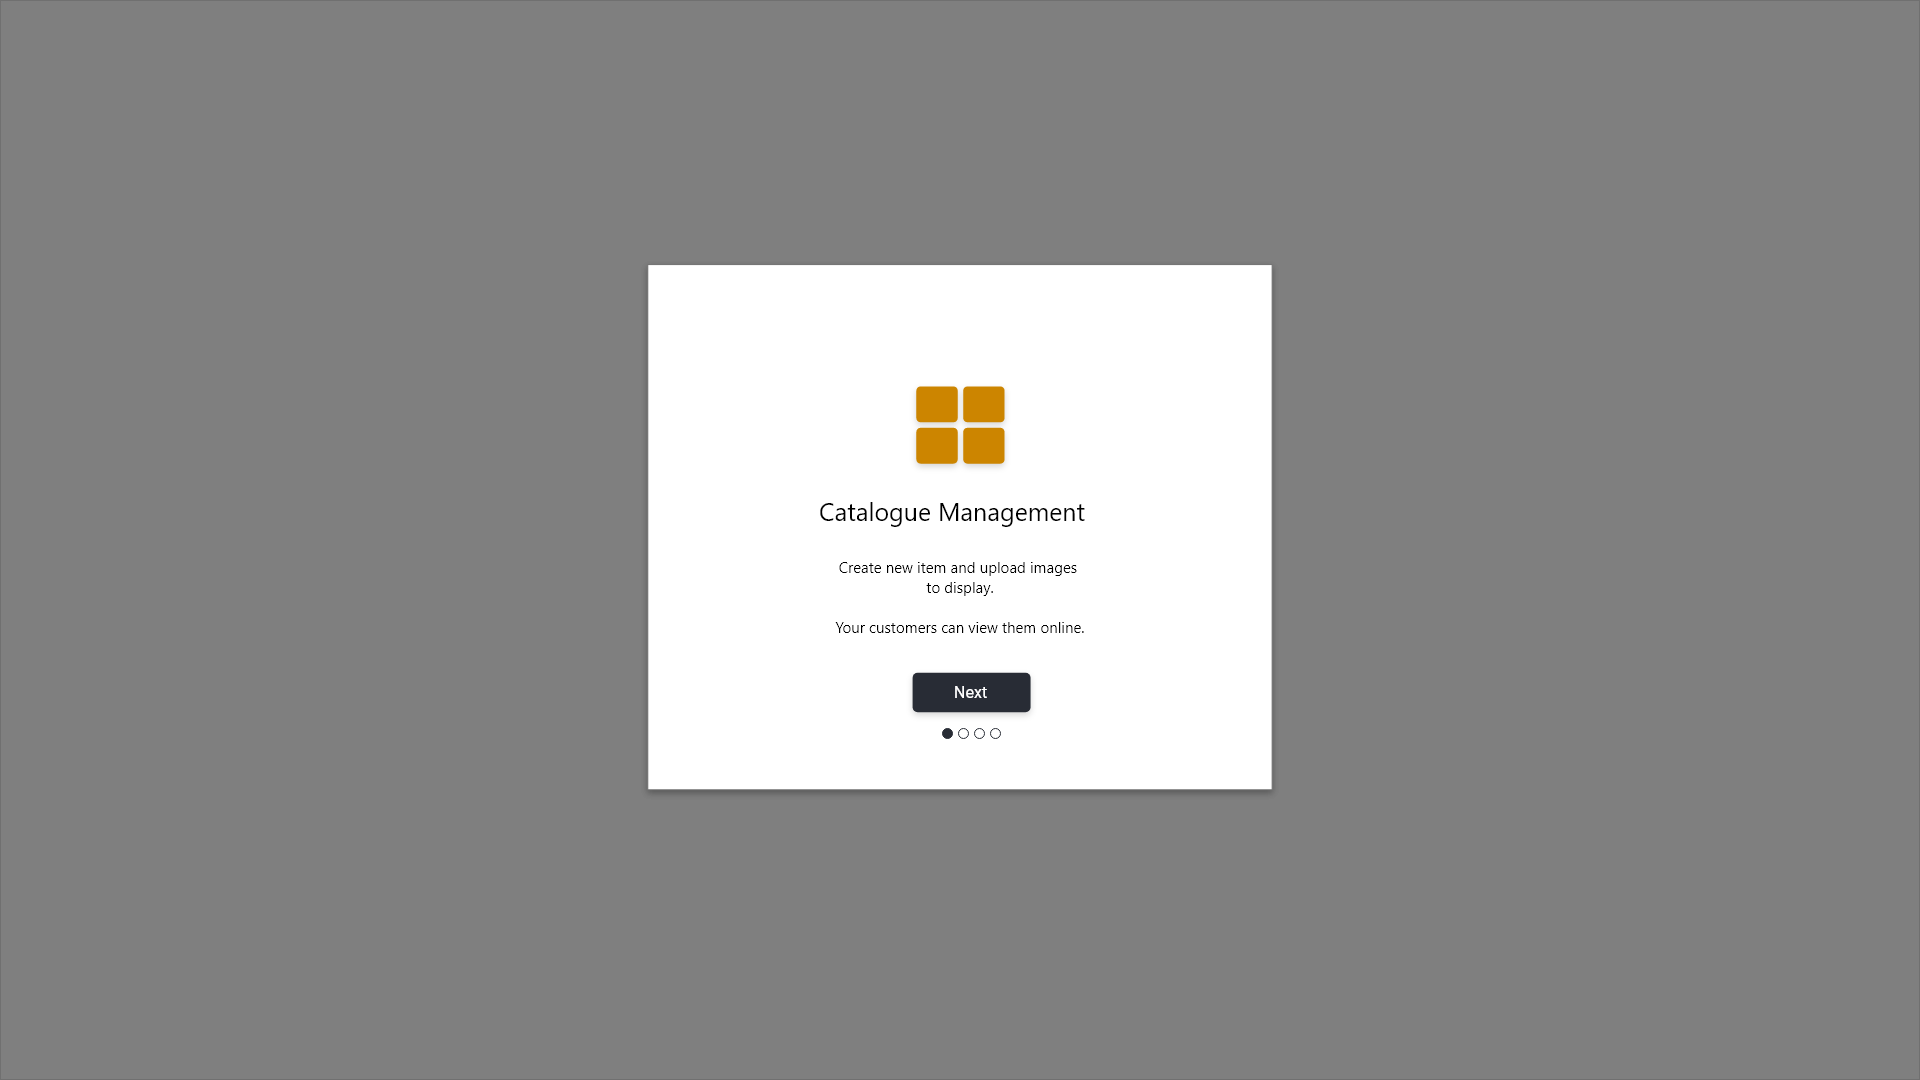 Catalogue Management
Create new item and upload images
to display.
Your customers can view them online.
Next